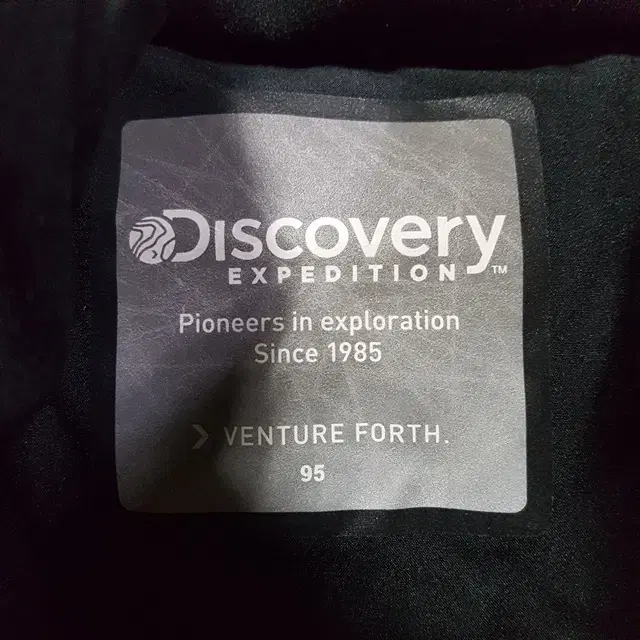 DISCOVERY
EXPEDITION™
Pioneers in exploration
Since 1985
> VENTURE FORTH.
95